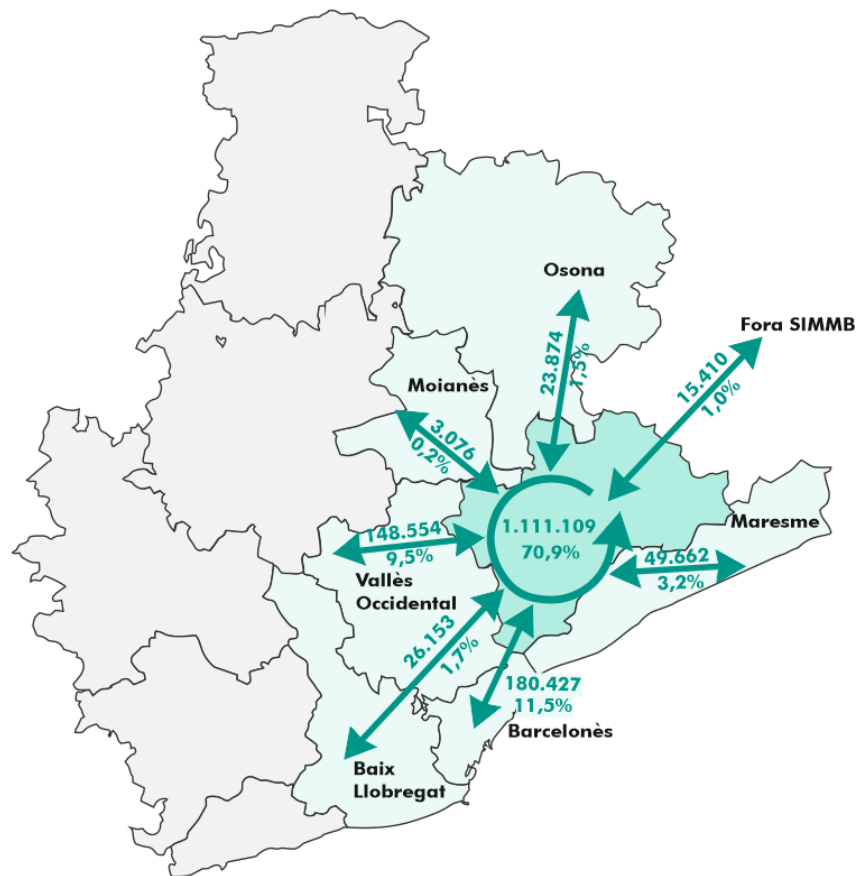 Osona
23.874
1,5%
Fora SIMMB
15.410
1,0%
Moianès
3.076
0,2%
1.111.109
70,9%
Maresme
49.662
3,2%
148.554
9,5%
Vallès
Occidental
26.153
1,7%
180.427
11,5%
Barcelonès
Baix
Llobregat